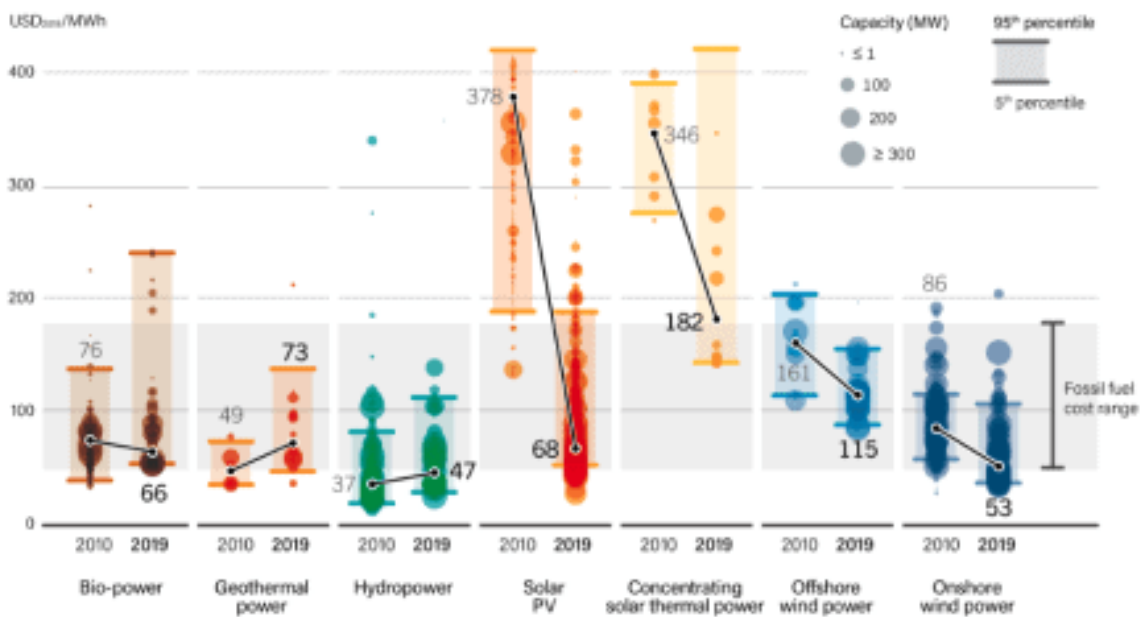 USD₂₀₁₉/MWh
Capacity (MW)
≤ 1
100
200
≥ 300
95th percentile
5th percentile
400
300
200
100
0
378
346
86
76
73
49
182
161
Fossil fuel
cost range
68
115
66
37
47
53
2010 2019 2010 2019 2010 2019 2010 2019 2010 2019 2010 2019 2010 2019
Bio-power
Geothermal
power
Hydropower
Solar
PV
Concentrating
solar thermal power
Offshore
wind power
Onshore
wind power